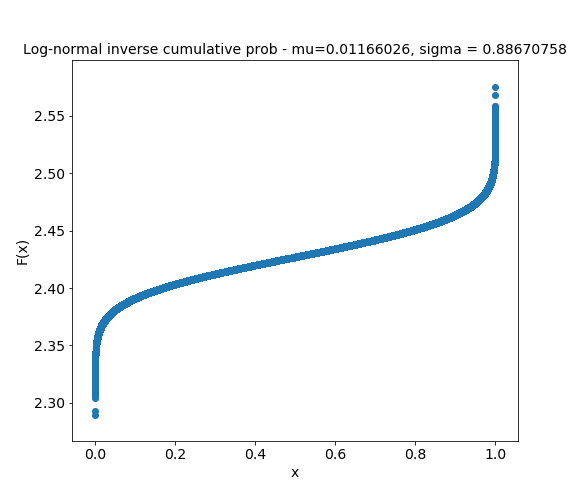 Log-normal inverse cumulative prob - mu=0.01166026, sigma = 0.88670758
2.55
2.50
2.45
2.40
2.35
2.30
F(x)
0.0 0.2 0.4 0.6 0.8 1.0
x